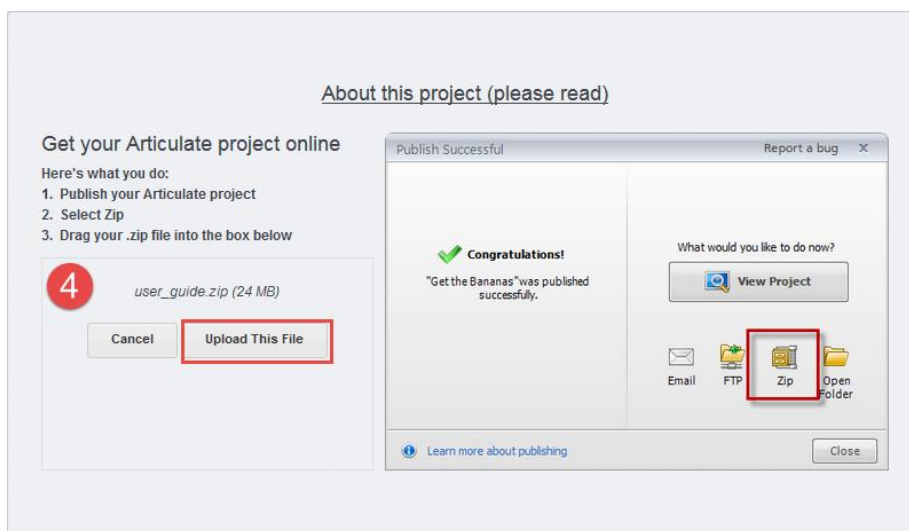 About this project (please read)
Get your Articulate project online
Here's what you do:
1. Publish your Articulate project
2. Select Zip
3. Drag your .zip file into the box below
4
user_guide.zip (24 MB)
Cancel
Upload This File
Publish Successful
Report a bug X
Congratulations!
"Get the Bananas"was published
successfully.
What would you like to do now?
View Project
Email
FTP
Zip
Open
Folder
Learn more about publishing
Close